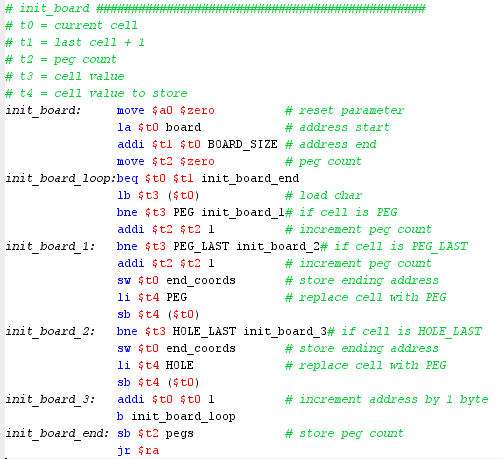 # init_board ##################################################
# t0 = current cell
# t1 = last cell + 1
# t2 = peg count
# t3 = cell value
# t4 = cell value to store
init_board: move $a0 $zero # reset parameter
la $t0 board # address start
addi $t1 $t0 BOARD_SIZE # address end
move $t2 $zero # peg count
init_board_loop:beq $t0 $t1 init_board_end
lb $t3 ($t0) # load char
bne $t3 PEG init_board_1# if cell is PEG
addi $t2 $t2 1 # increment peg count
init_board_1: bne $t3 PEG_LAST init_board_2# if cell is PEG_LAST
addi $t2 $t2 1 # increment peg count
sw $t0 end_coords # store ending address
li $t4 PEG # replace cell with PEG
sb $t4 ($t0)
init_board_2: bne $t3 HOLE_LAST init_board_3# if cell is HOLE_LAST
sw $t0 end_coords # store ending address
li $t4 HOLE # replace cell with PEG
sb $t4 ($t0)
init_board_3: addi $t0 $t0 1 # increment address by 1 byte
b init_board_loop
init_board_end: sb $t2 pegs # store peg count
jr $ra